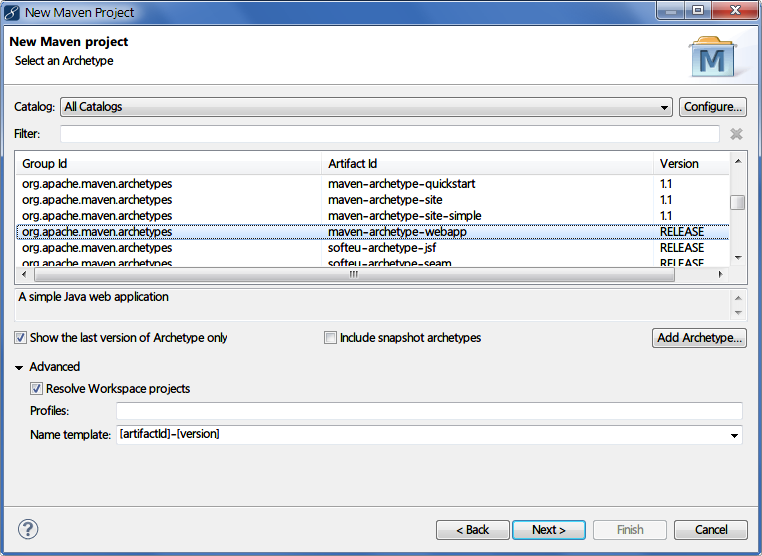 New Maven Project
New Maven project
Select an Archetype
M
Catalog: All Catalogs Configure...
Filter:
Group Id Artifact Id Version
org.apache.maven.archetypes maven-archetype-quickstart 1.1
org.apache.maven.archetypes maven-archetype-site 1.1
org.apache.maven.archetypes maven-archetype-site-simple 1.1
org.apache.maven.archetypes maven-archetype-webapp RELEASE
org.apache.maven.archetypes softeu-archetype-jsf RELEASE
org.apache.maven.archetypes softeu-archetype-seam RELEASE
A simple Java web application
Show the last version of Archetype only Include snapshot archetypes Add Archetype...
Advanced
Resolve Workspace projects
Profiles:
Name template: [artifactId]-[version]
? < Back Next > Finish Cancel